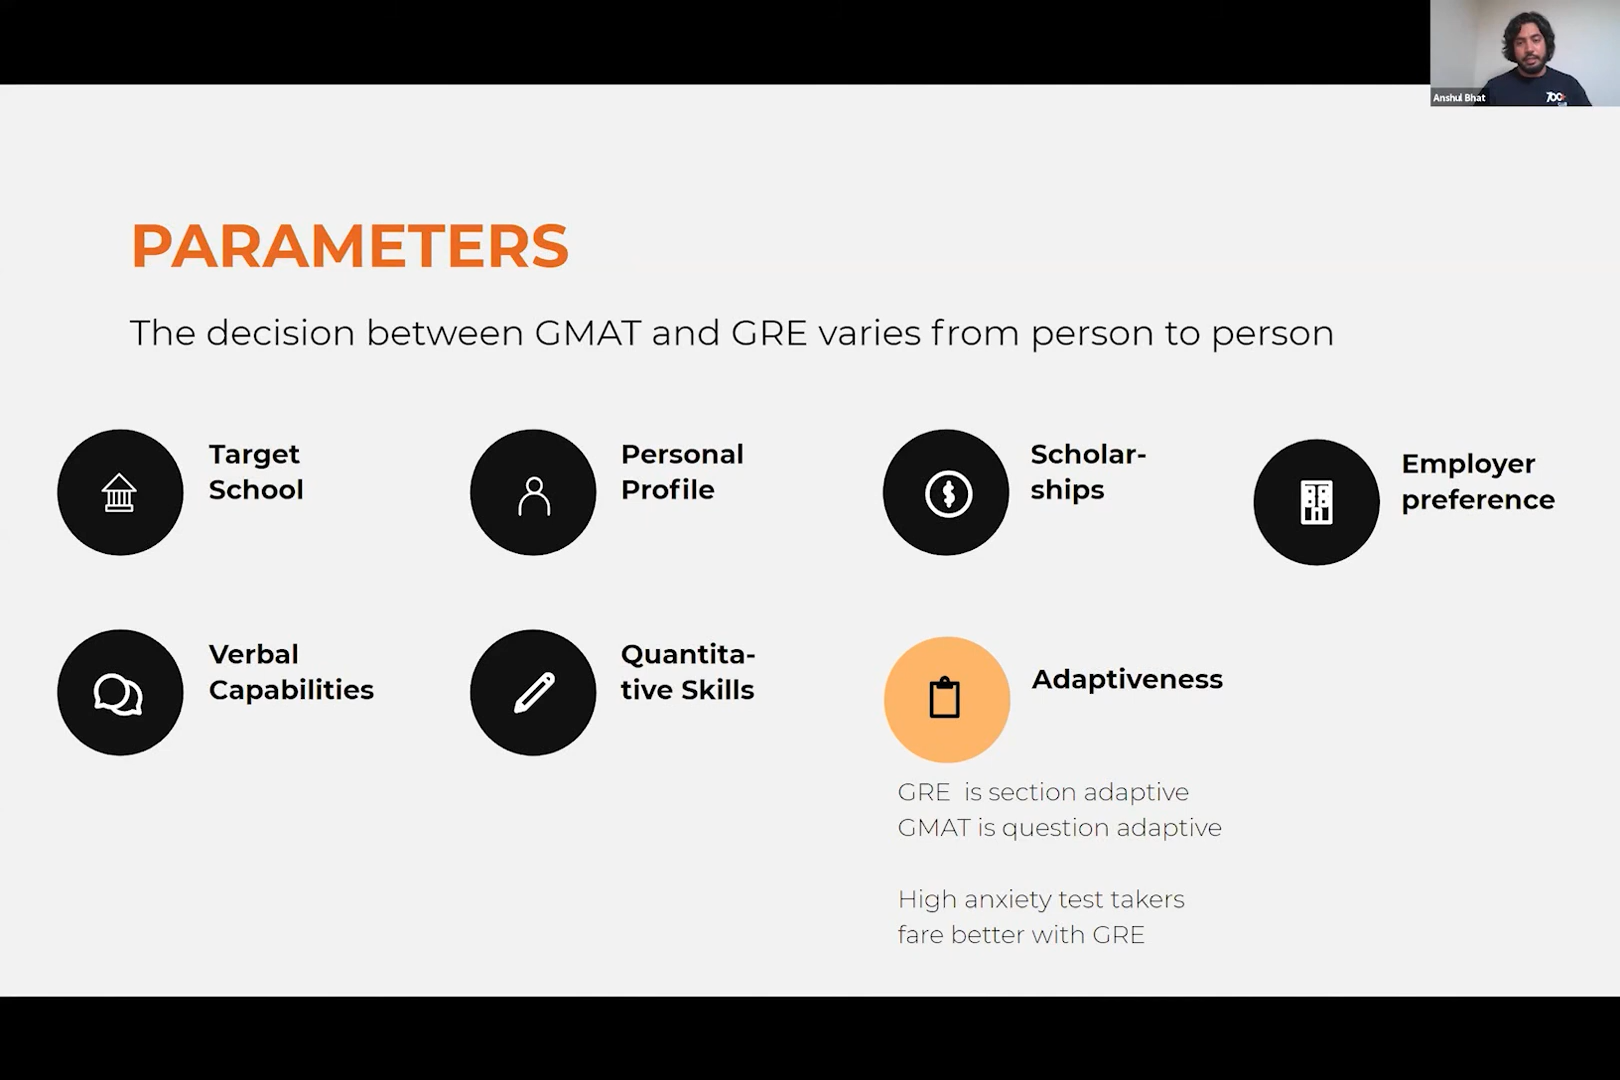 Anshul Bhat
700
PARAMETERS
The decision between GMAT and GRE varies from person to person
Target
School
Personal
Profile
Scholar-
ships
Employer
preference
Verbal
Capabilities
Quantita-
tive Skills
Adaptiveness
GRE is section adaptive
GMAT is question adaptive
High anxiety test takers
fare better with GRE